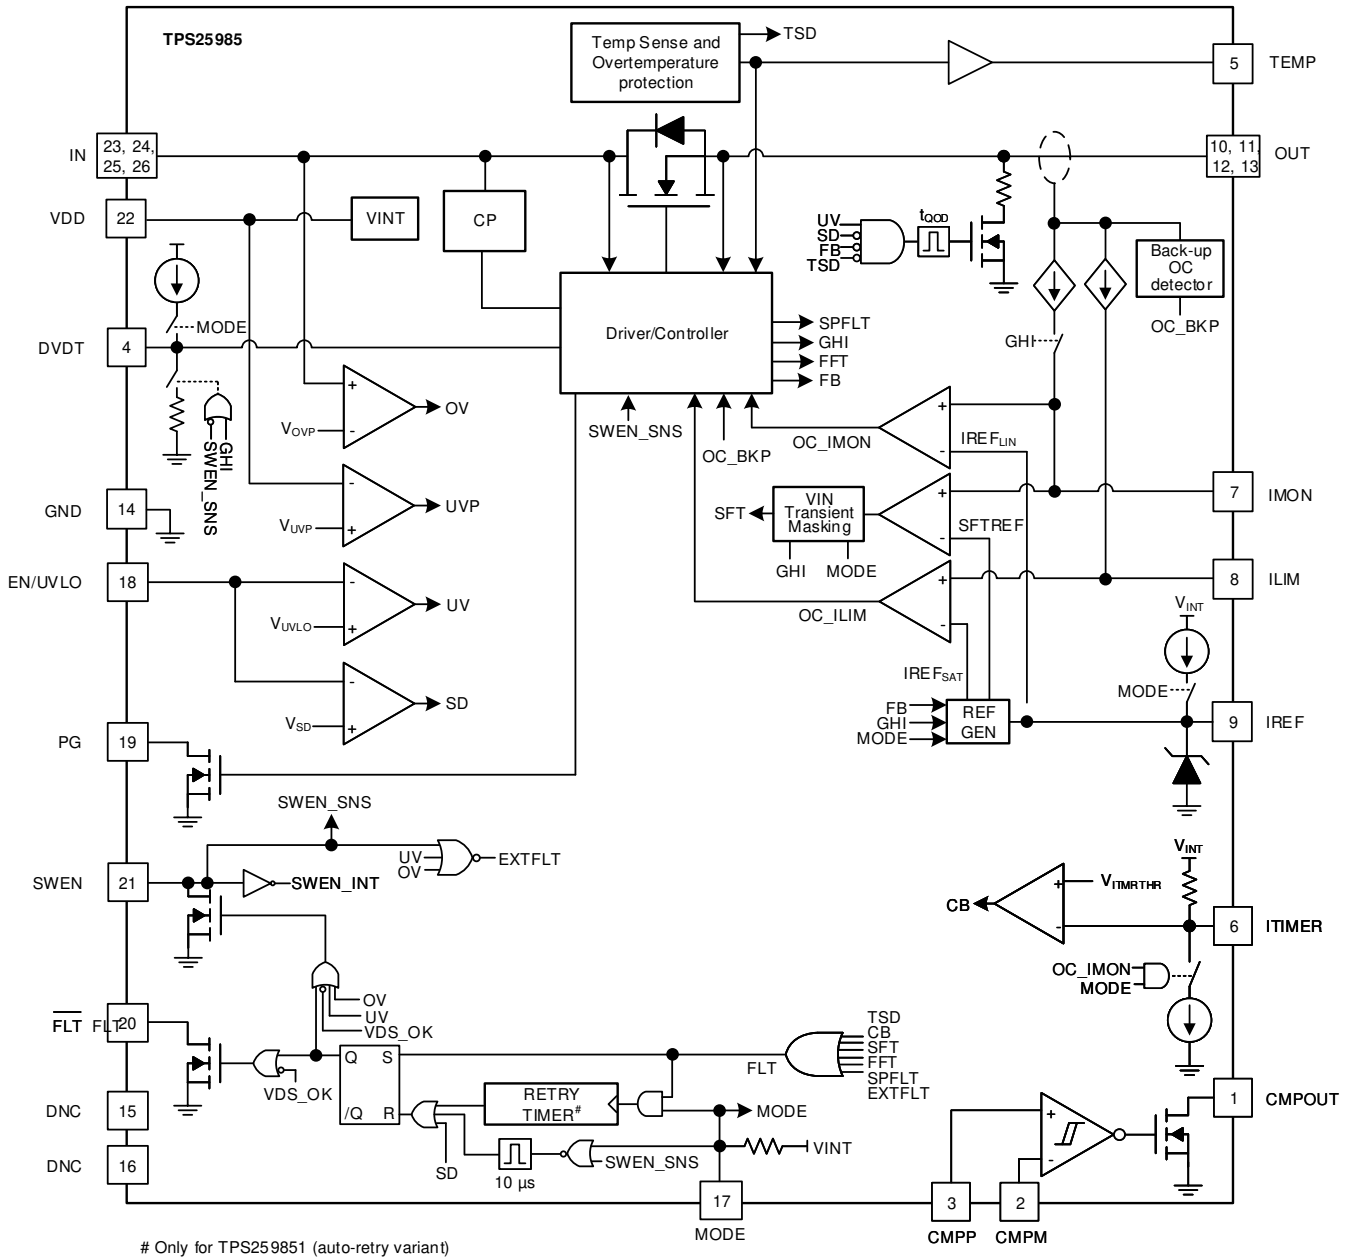 TPS25985
Temp Sense and
Overtemperature
protection
TSD
5
TEMP
IN
23, 24,
25, 26
10, 11,
12, 13
OUT
VDD
22
VINT
CP
UV
SD
FB
TSD
tQOD
Back-up
OC
detector
OC_BKP
MODE
DVDT
4
Driver/Controller
SPFLT
GHI
FFT
FB
GHI
GHI
SWEN_SNS
+
VOVP
-
OV
SWEN_SNS
OC_BKP
OC_IMON
+
IREFLIN
-
GND
14
-
VUVP
+
UVP
SFT
VIN
Transient
Masking
GHI
MODE
+
SFTREF
-
7
IMON
EN/UVLO
18
-
VUVLO
+
UV
OC_ILIM
+
-
8
ILIM
VINT
MODE
-
VSD
+
SD
IREFSAT
FB
GHI
MODE
REF
GEN
9
IREF
PG
19
SWEN_SNS
UV
OV
EXTFLT
SWEN
21
SWEN_INT
VINT
CB
+
VITMRTHR
-
6
ITIMER
OC_IMON
MODE
OV
UV
VDS_OK
FLT
FLT
20
VDS_OK
Q
S
/Q
R
FLT
TSD
CB
SFT
FFT
SPFLT
EXTFLT
RETRY
TIMER#
MODE
DNC
15
DNC
16
SD
10 µs
SWEN_SNS
VINT
17
MODE
+
-
1
CMPOUT
3
CMPP
2
CMPM
# Only for TPS259851 (auto-retry variant)